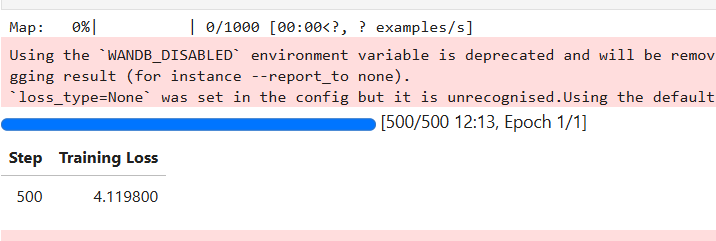 Map:   0%|          | 0/1000 [00:00<?, ? examples/s]
Using the `WANDB_DISABLED` environment variable is deprecated and will be remov
gging result (for instance --report_to none).
`loss_type=None` was set in the config but it is unrecognised.Using the default
[500/500 12:13, Epoch 1/1]
Step Training Loss
500 4.119800